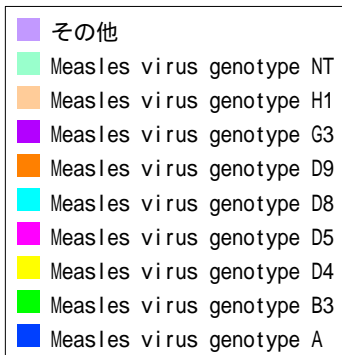 その他
Measles virus genotype NT
Measles virus genotype H1
Measles virus genotype G3
Measles virus genotype D9
Measles virus genotype D8
Measles virus genotype D5
Measles virus genotype D4
Measles virus genotype B3
Measles virus genotype A